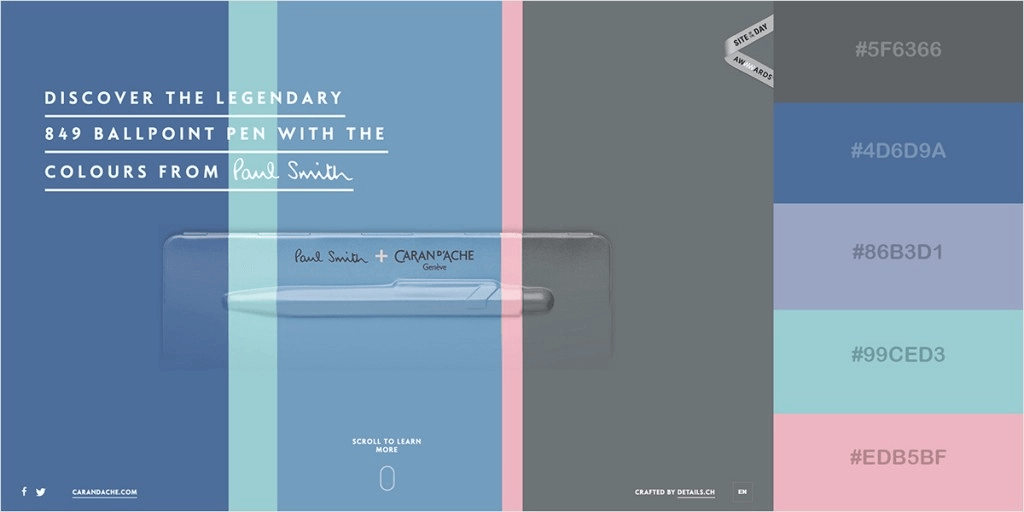 DISCOVER THE LEGENDARY
849 BALLPOINT PEN WITH THE
COLOURS FROM Paul Smith
Paul Smith + CARAN D'ACHE
Genève
SCROLL TO LEARN
MORE
CARANDACHE.COM
CRAFTED BY DETAILS.CH
EN
SITE OF THE DAY
AWWWARDS
#5F6366
#4D6D9A
#86B3D1
#99CED3
#EDB5BF